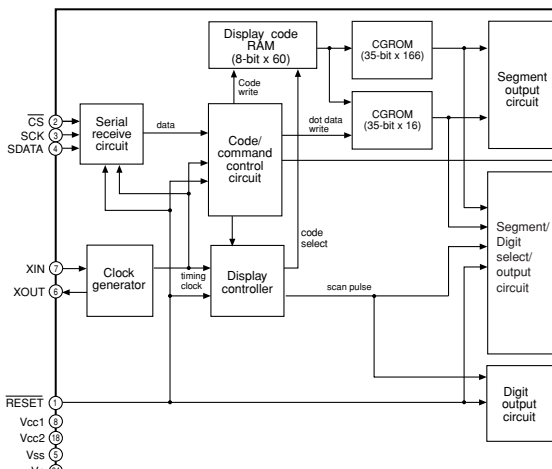 Display code
RAM
(8-bit x 60)
CGROM
(35-bit x 166)
Segment
output
circuit
Code
write
CS 2
SCK 3
SDATA 4
Serial
receive
circuit
data
Code/
command
control
circuit
dot data
write
CGROM
(35-bit x 16)
Segment/
Digit
select/
output
circuit
code
select
XIN 7
XOUT 6
Clock
generator
timing
clock
Display
controller
scan pulse
RESET 1
Digit
output
circuit
Vcc1 8
Vcc2 18
Vss 5